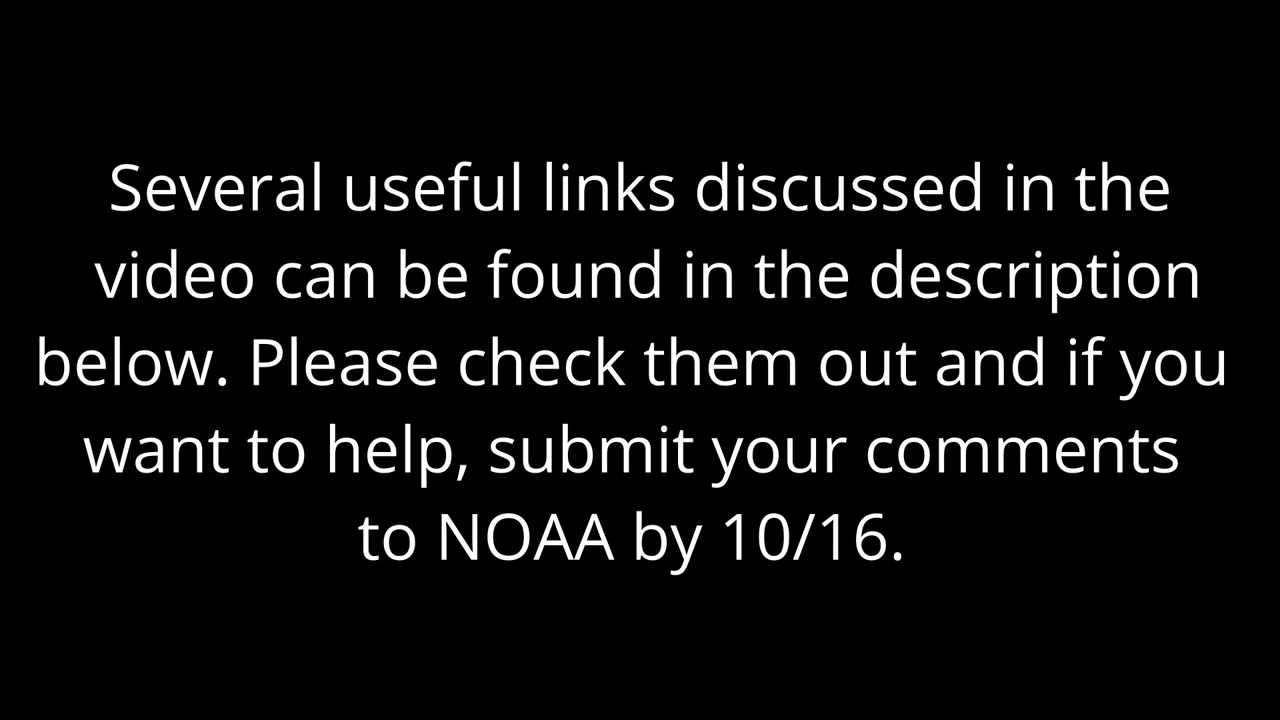 Several useful links discussed in the
video can be found in the description
below. Please check them out and if you
want to help, submit your comments
to NOAA by 10/16.